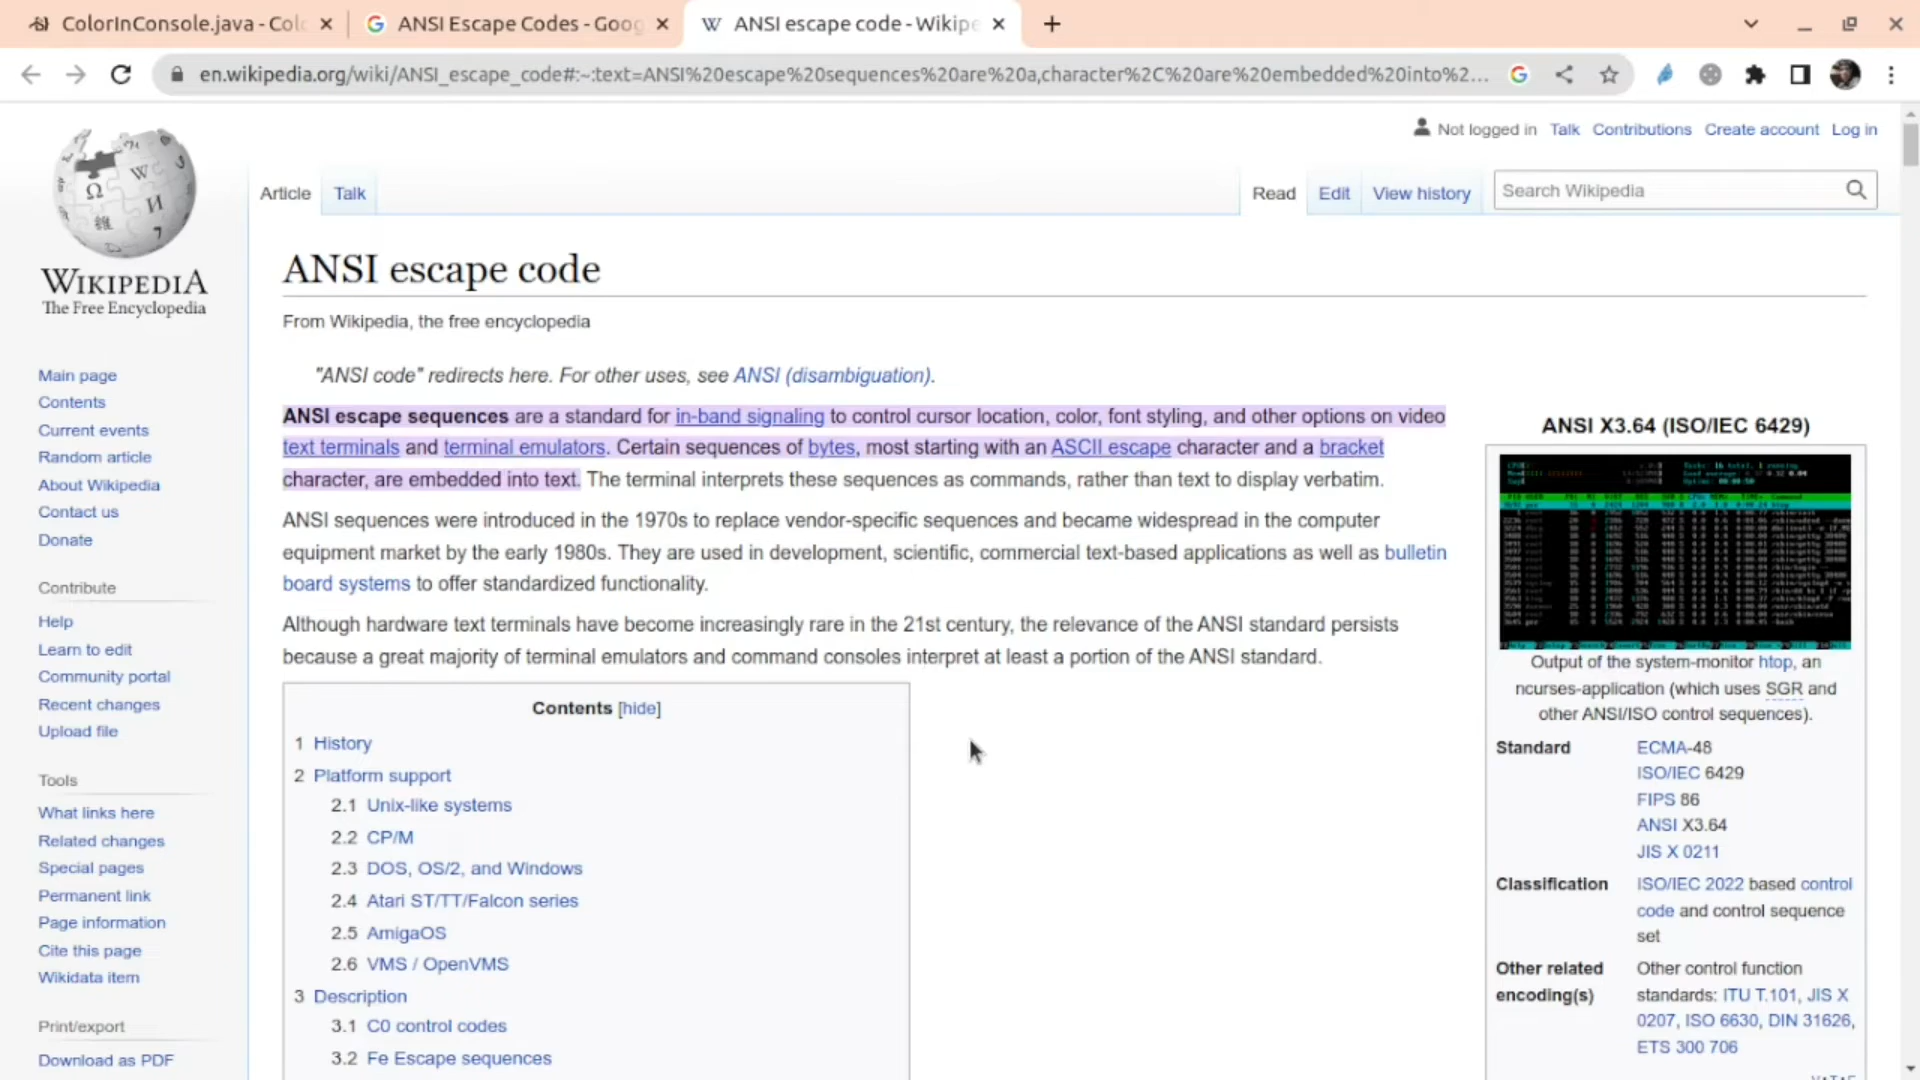 ColorInConsole.java - Colo
ANSI Escape Codes - Goog
ANSI escape code - Wikipe
en.wikipedia.org/wiki/ANSI_escape_code#:~:text=ANSI%20escape%20sequences%20are%20a,character%2C%20are%20embedded%20into%2...
Not logged in Talk Contributions Create account Log in
Article Talk Read Edit View history Search Wikipedia
WIKIPEDIA
The Free Encyclopedia
Main page
Contents
Current events
Random article
About Wikipedia
Contact us
Donate
Contribute
Help
Learn to edit
Community portal
Recent changes
Upload file
Tools
What links here
Related changes
Special pages
Permanent link
Page information
Cite this page
Wikidata item
Print/export
Download as PDF
ANSI escape code
From Wikipedia, the free encyclopedia
"ANSI code" redirects here. For other uses, see ANSI (disambiguation).
ANSI escape sequences are a standard for in-band signaling to control cursor location, color, font styling, and other options on video
text terminals and terminal emulators. Certain sequences of bytes, most starting with an ASCII escape character and a bracket
character, are embedded into text. The terminal interprets these sequences as commands, rather than text to display verbatim.
ANSI sequences were introduced in the 1970s to replace vendor-specific sequences and became widespread in the computer
equipment market by the early 1980s. They are used in development, scientific, commercial text-based applications as well as bulletin
board systems to offer standardized functionality.
Although hardware text terminals have become increasingly rare in the 21st century, the relevance of the ANSI standard persists
because a great majority of terminal emulators and command consoles interpret at least a portion of the ANSI standard.
Contents [hide]
1 History
2 Platform support
2.1 Unix-like systems
2.2 CP/M
2.3 DOS, OS/2, and Windows
2.4 Atari ST/TT/Falcon series
2.5 AmigaOS
2.6 VMS / OpenVMS
3 Description
3.1 C0 control codes
3.2 Fe Escape sequences
ANSI X3.64 (ISO/IEC 6429)
Output of the system-monitor htop, an
ncurses-application (which uses SGR and
other ANSI/ISO control sequences).
Standard ECMA-48
ISO/IEC 6429
FIPS 86
ANSI X3.64
JIS X 0211
Classification ISO/IEC 2022 based control
code and control sequence
set
Other related Other control function
encoding(s) standards: ITU T.101, JIS X
0207, ISO 6630, DIN 31626,
ETS 300 706